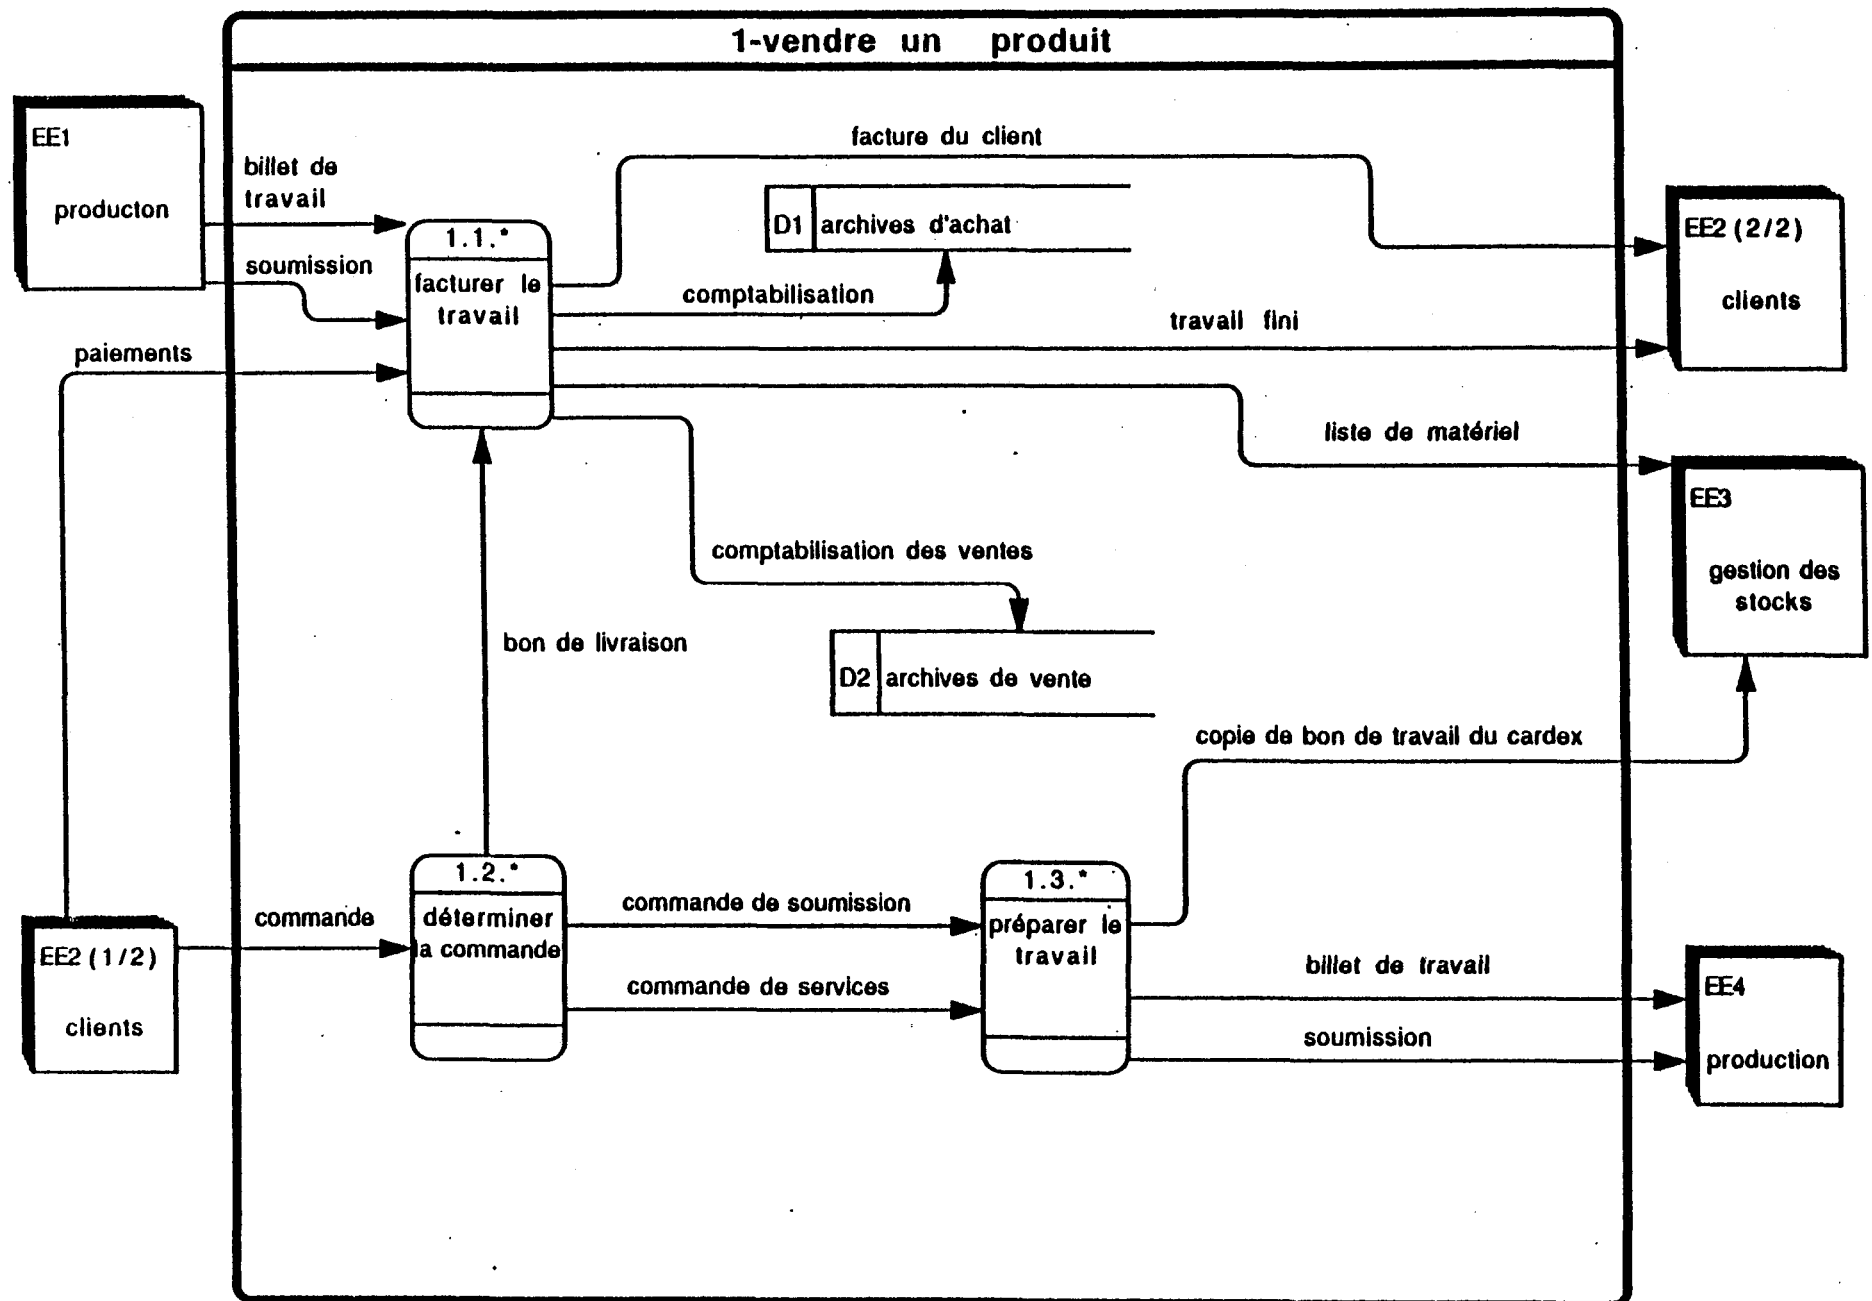 1-vendre un produit
EE1
producton
billet de
travail
soumission
paiements
1.1.*
facturer le
travail
facture du client
D1
archives d'achat
comptabilisation
travail fini
EE2 (2/2)
clients
liste de matériel
EE3
gestion des
stocks
comptabilisation des ventes
bon de livraison
D2
archives de vente
copie de bon de travail du cardex
EE2 (1/2)
clients
commande
1.2.*
déterminer
la commande
commande de soumission
commande de services
1.3.*
préparer le
travail
billet de travail
soumission
EE4
production